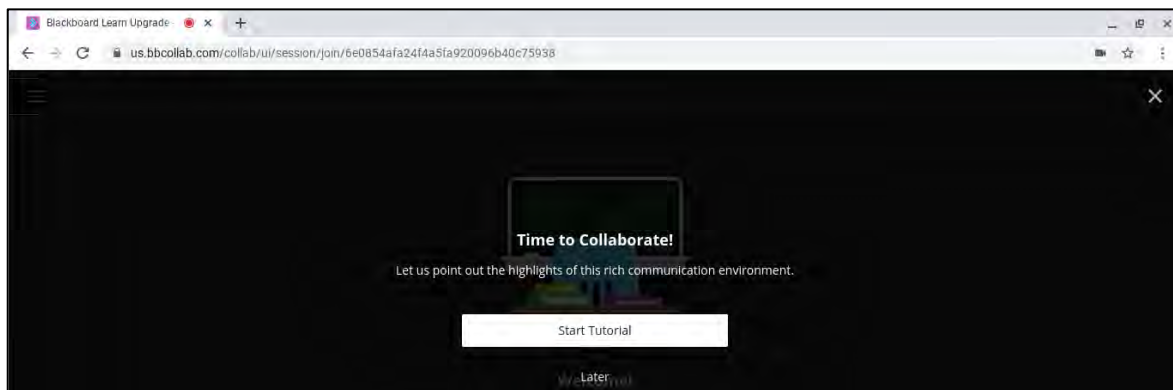 Blackboard Learn Upgrade
us.bbcollab.com/collab/ui/session/join/6e0854afa24f4a5fa920096b40c75938
Time to Collaborate!
Let us point out the highlights of this rich communication environment.
Start Tutorial
Later
Welcome!